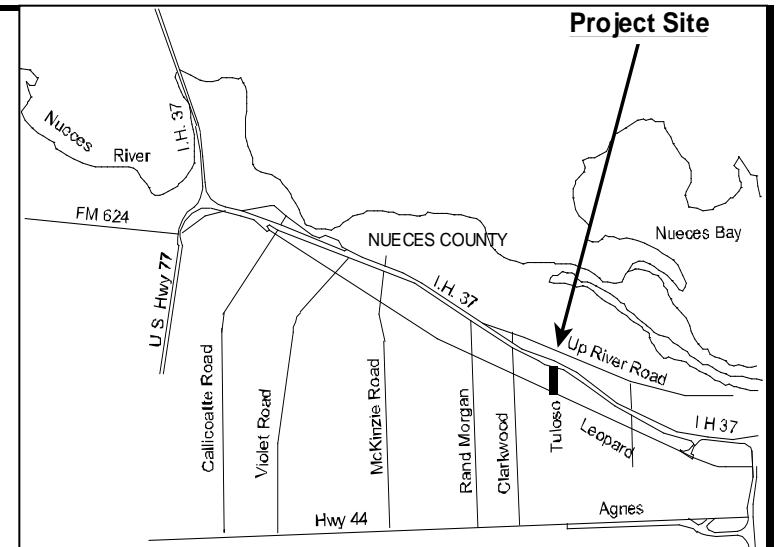 Project Site
Nueces
River
I.H. 37
FM 624
U S Hwy 77
NUECES COUNTY
Nueces Bay
I.H. 37
Up River Road
Callicoatte Road
Violet Road
McKinzie Road
Rand Morgan
Clarkwood
Tuloso
Leopard
I H 37
Hwy 44
Agnes